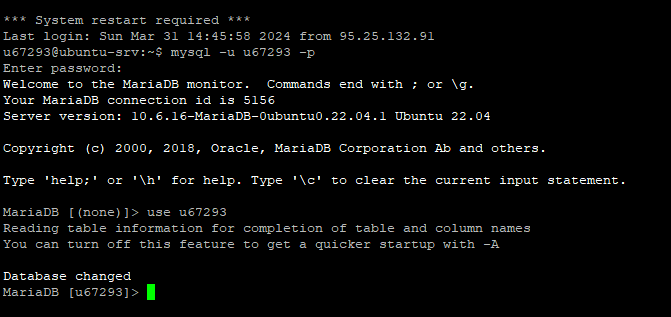 *** System restart required ***
Last login: Sun Mar 31 14:45:58 2024 from 95.25.132.91
u67293@ubuntu-srv:~$ mysql -u u67293 -p
Enter password:
Welcome to the MariaDB monitor.  Commands end with ; or \g.
Your MariaDB connection id is 5156
Server version: 10.6.16-MariaDB-0ubuntu0.22.04.1 Ubuntu 22.04
Copyright (c) 2000, 2018, Oracle, MariaDB Corporation Ab and others.
Type 'help;' or '\h' for help. Type '\c' to clear the current input statement.
MariaDB [(none)]> use u67293
Reading table information for completion of table and column names
You can turn off this feature to get a quicker startup with -A
Database changed
MariaDB [u67293]>